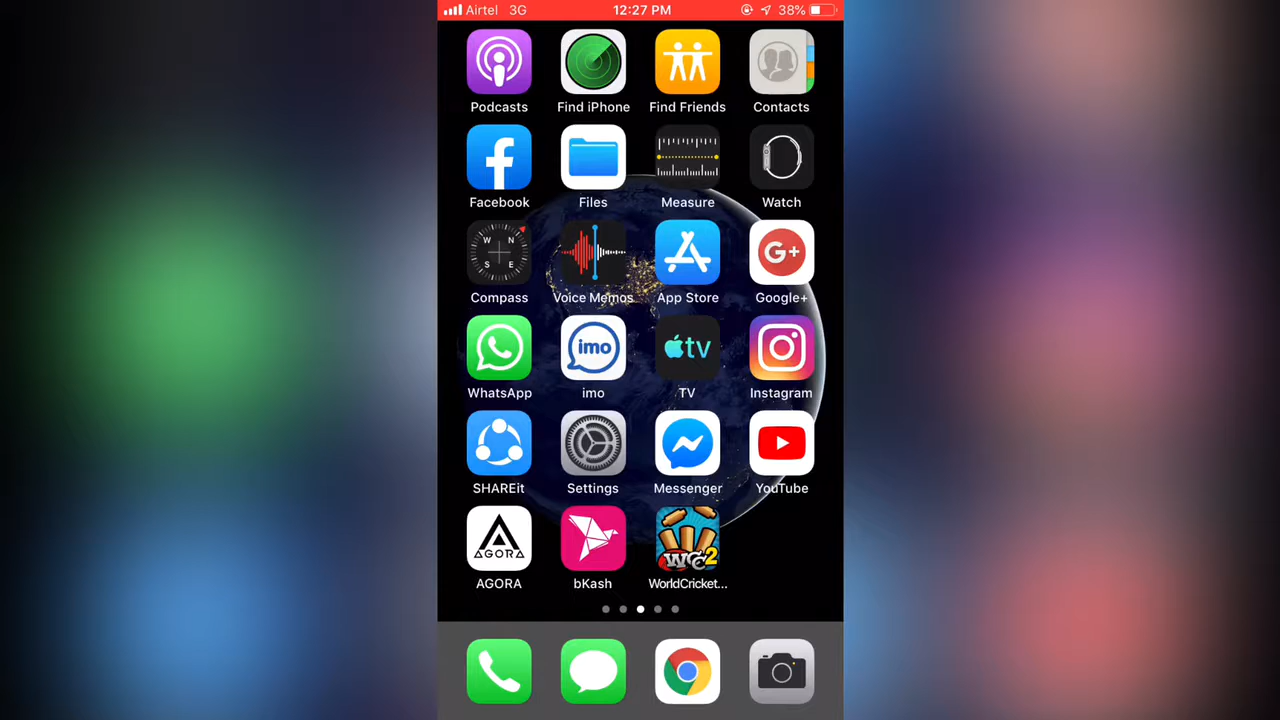 Airtel 3G 12:27 PM 38%
Podcasts Find iPhone Find Friends Contacts
Facebook Files Measure Watch
W N S E
G+
Compass Voice Memos App Store Google+
imo tv
WhatsApp imo TV Instagram
SHAREit Settings Messenger YouTube
AGORA WCC2
AGORA bKash WorldCricket...